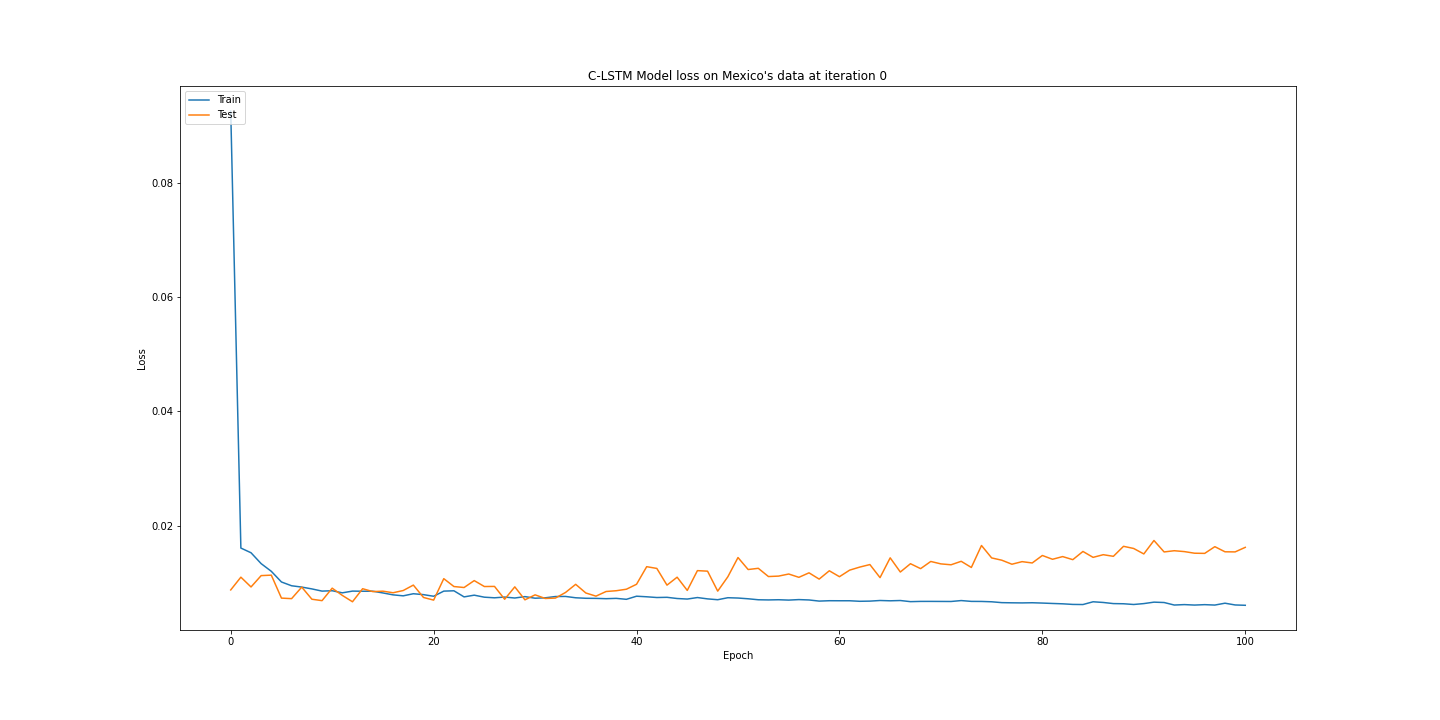 C-LSTM Model loss on Mexico's data at iteration 0
Train
Test
0.08
0.06
0.04
0.02
Loss
0 20 40 60 80 100
Epoch